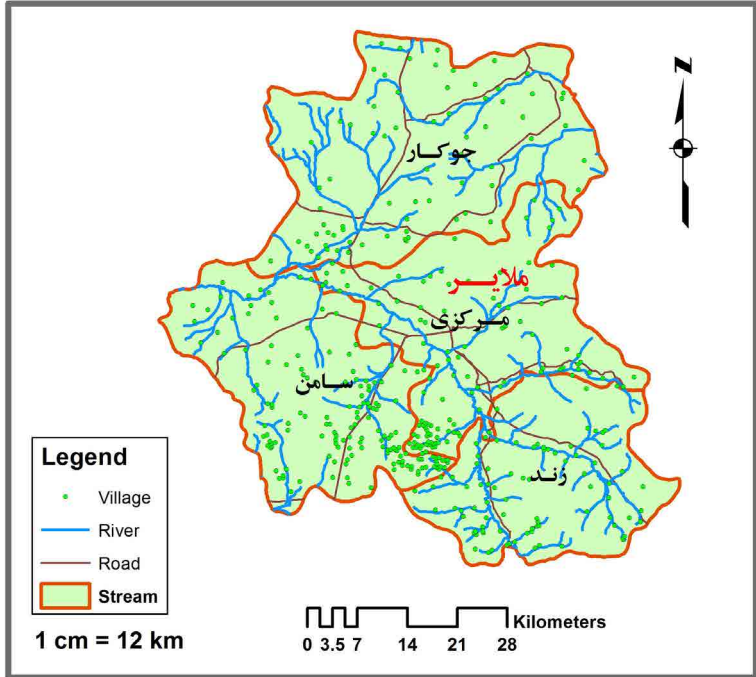 N
جوکار
ملایر
مرکزی
سامن
زند
Legend
Village
River
Road
Stream
1 cm = 12 km
Kilometers
0 3.5 7 14 21 28